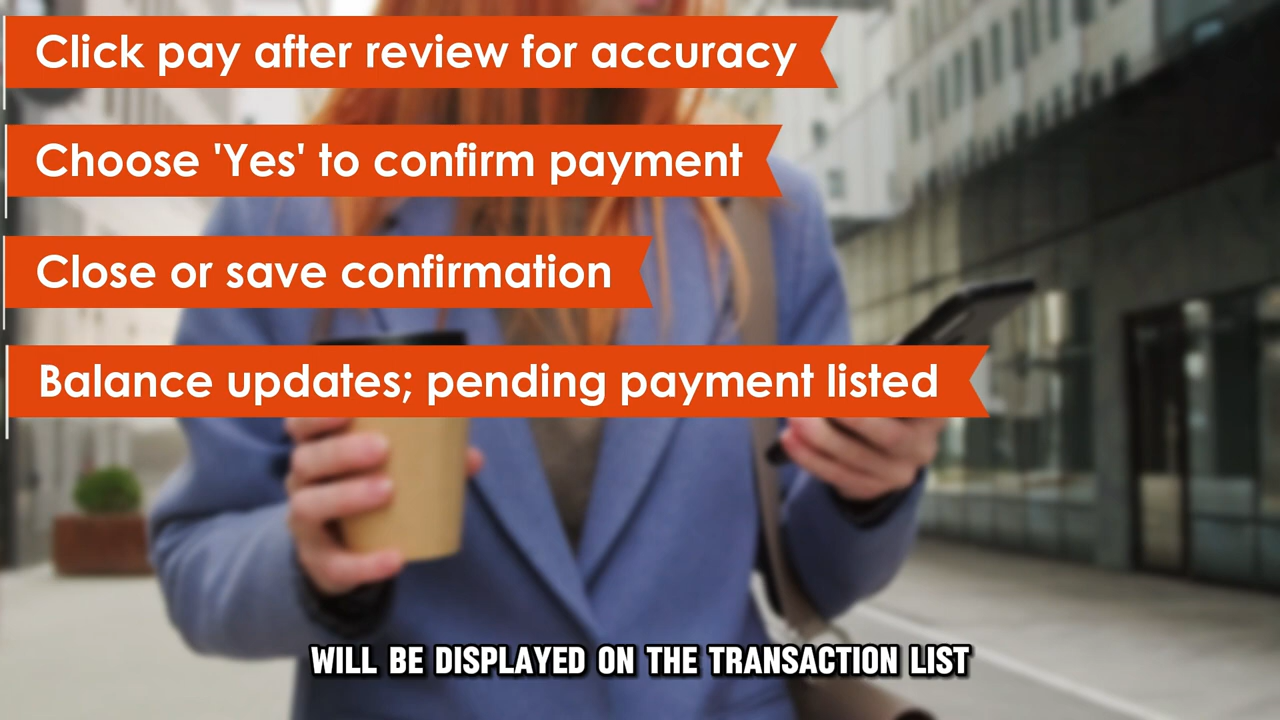 Click pay after review for accuracy
Choose 'Yes' to confirm payment
Close or save confirmation
Balance updates; pending payment listed
WILL BE DISPLAYED ON THE TRANSACTION LIST